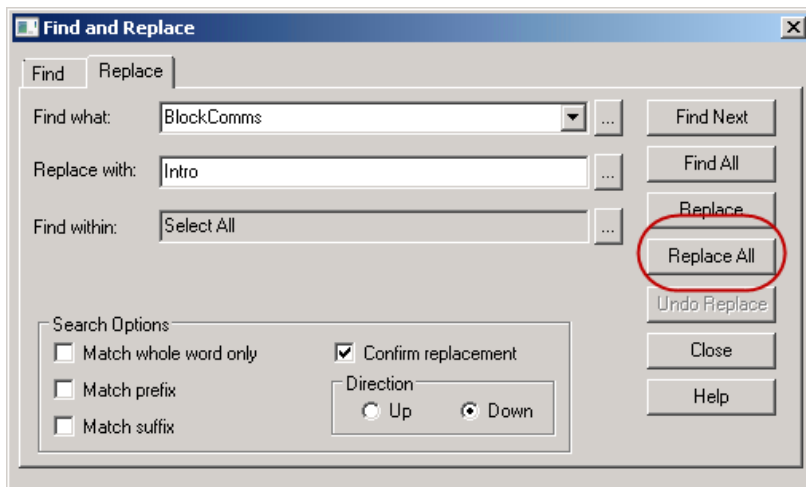 Find and Replace
Find Replace
Find what: BlockComms ... Find Next
Replace with: Intro ... Find All
Find within: Select All ... Replace
Replace All
Undo Replace
Search Options
Match whole word only Confirm replacement Close
Match prefix Direction
Up Down Help
Match suffix